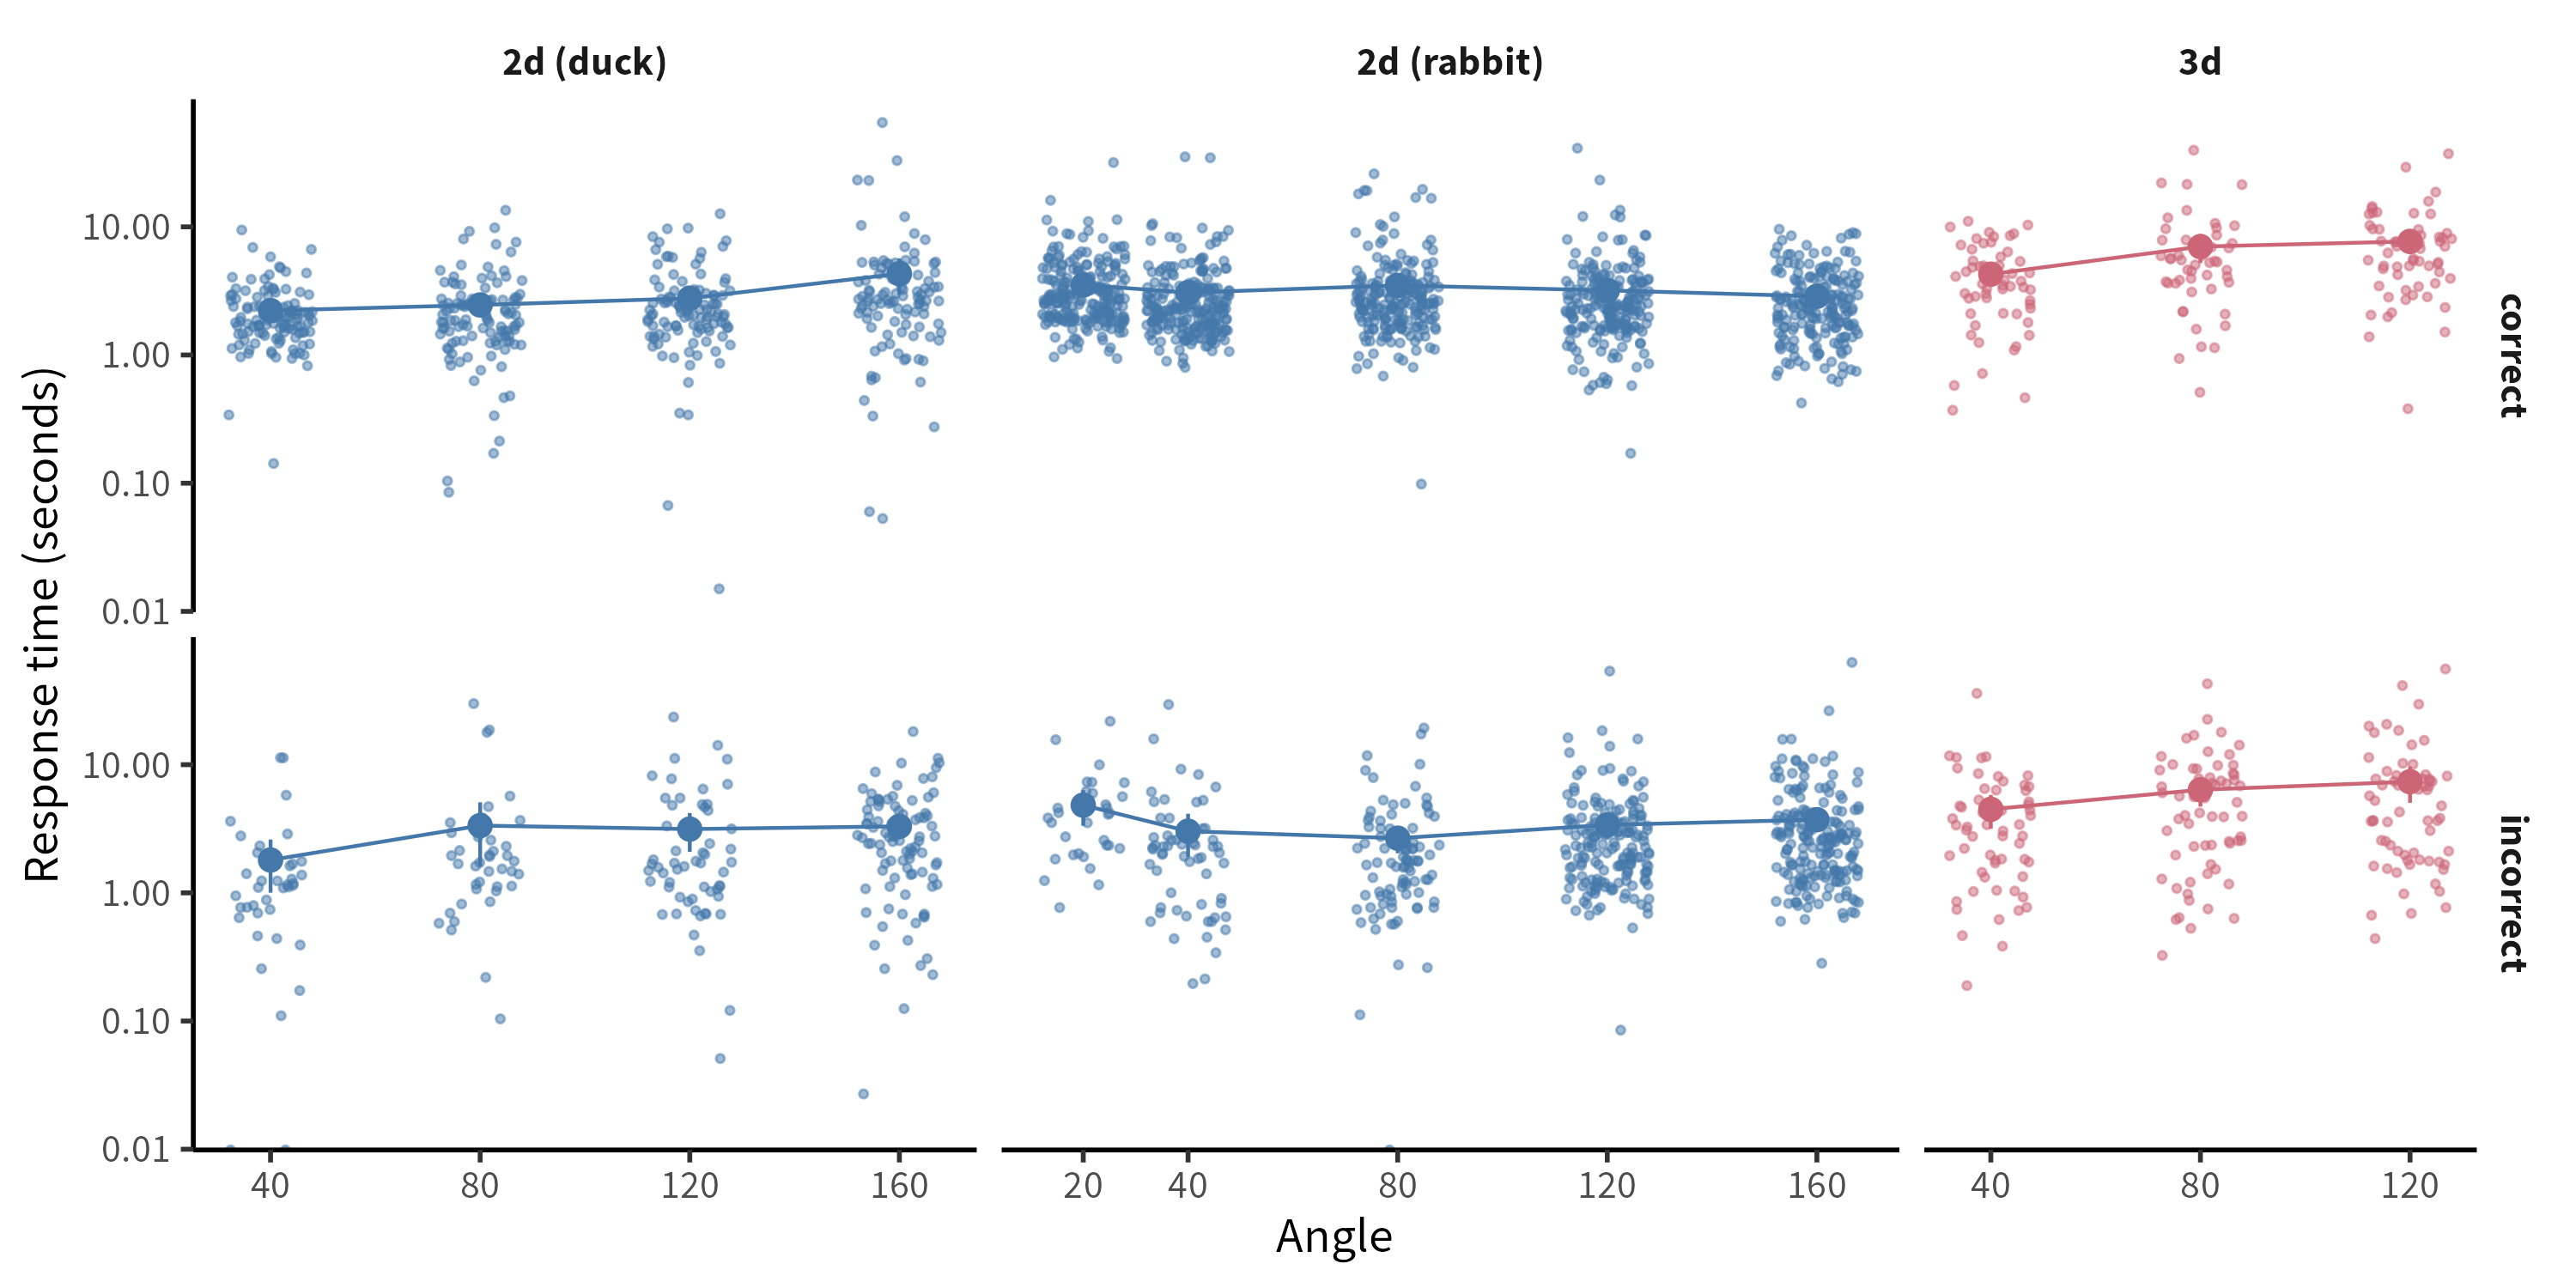 2d (duck)
2d (rabbit)
3d
Response time (seconds)
10.00
1.00
0.10
0.01
correct
10.00
1.00
0.10
0.01
incorrect
40 80 120 160
20 40 80 120 160
40 80 120
Angle